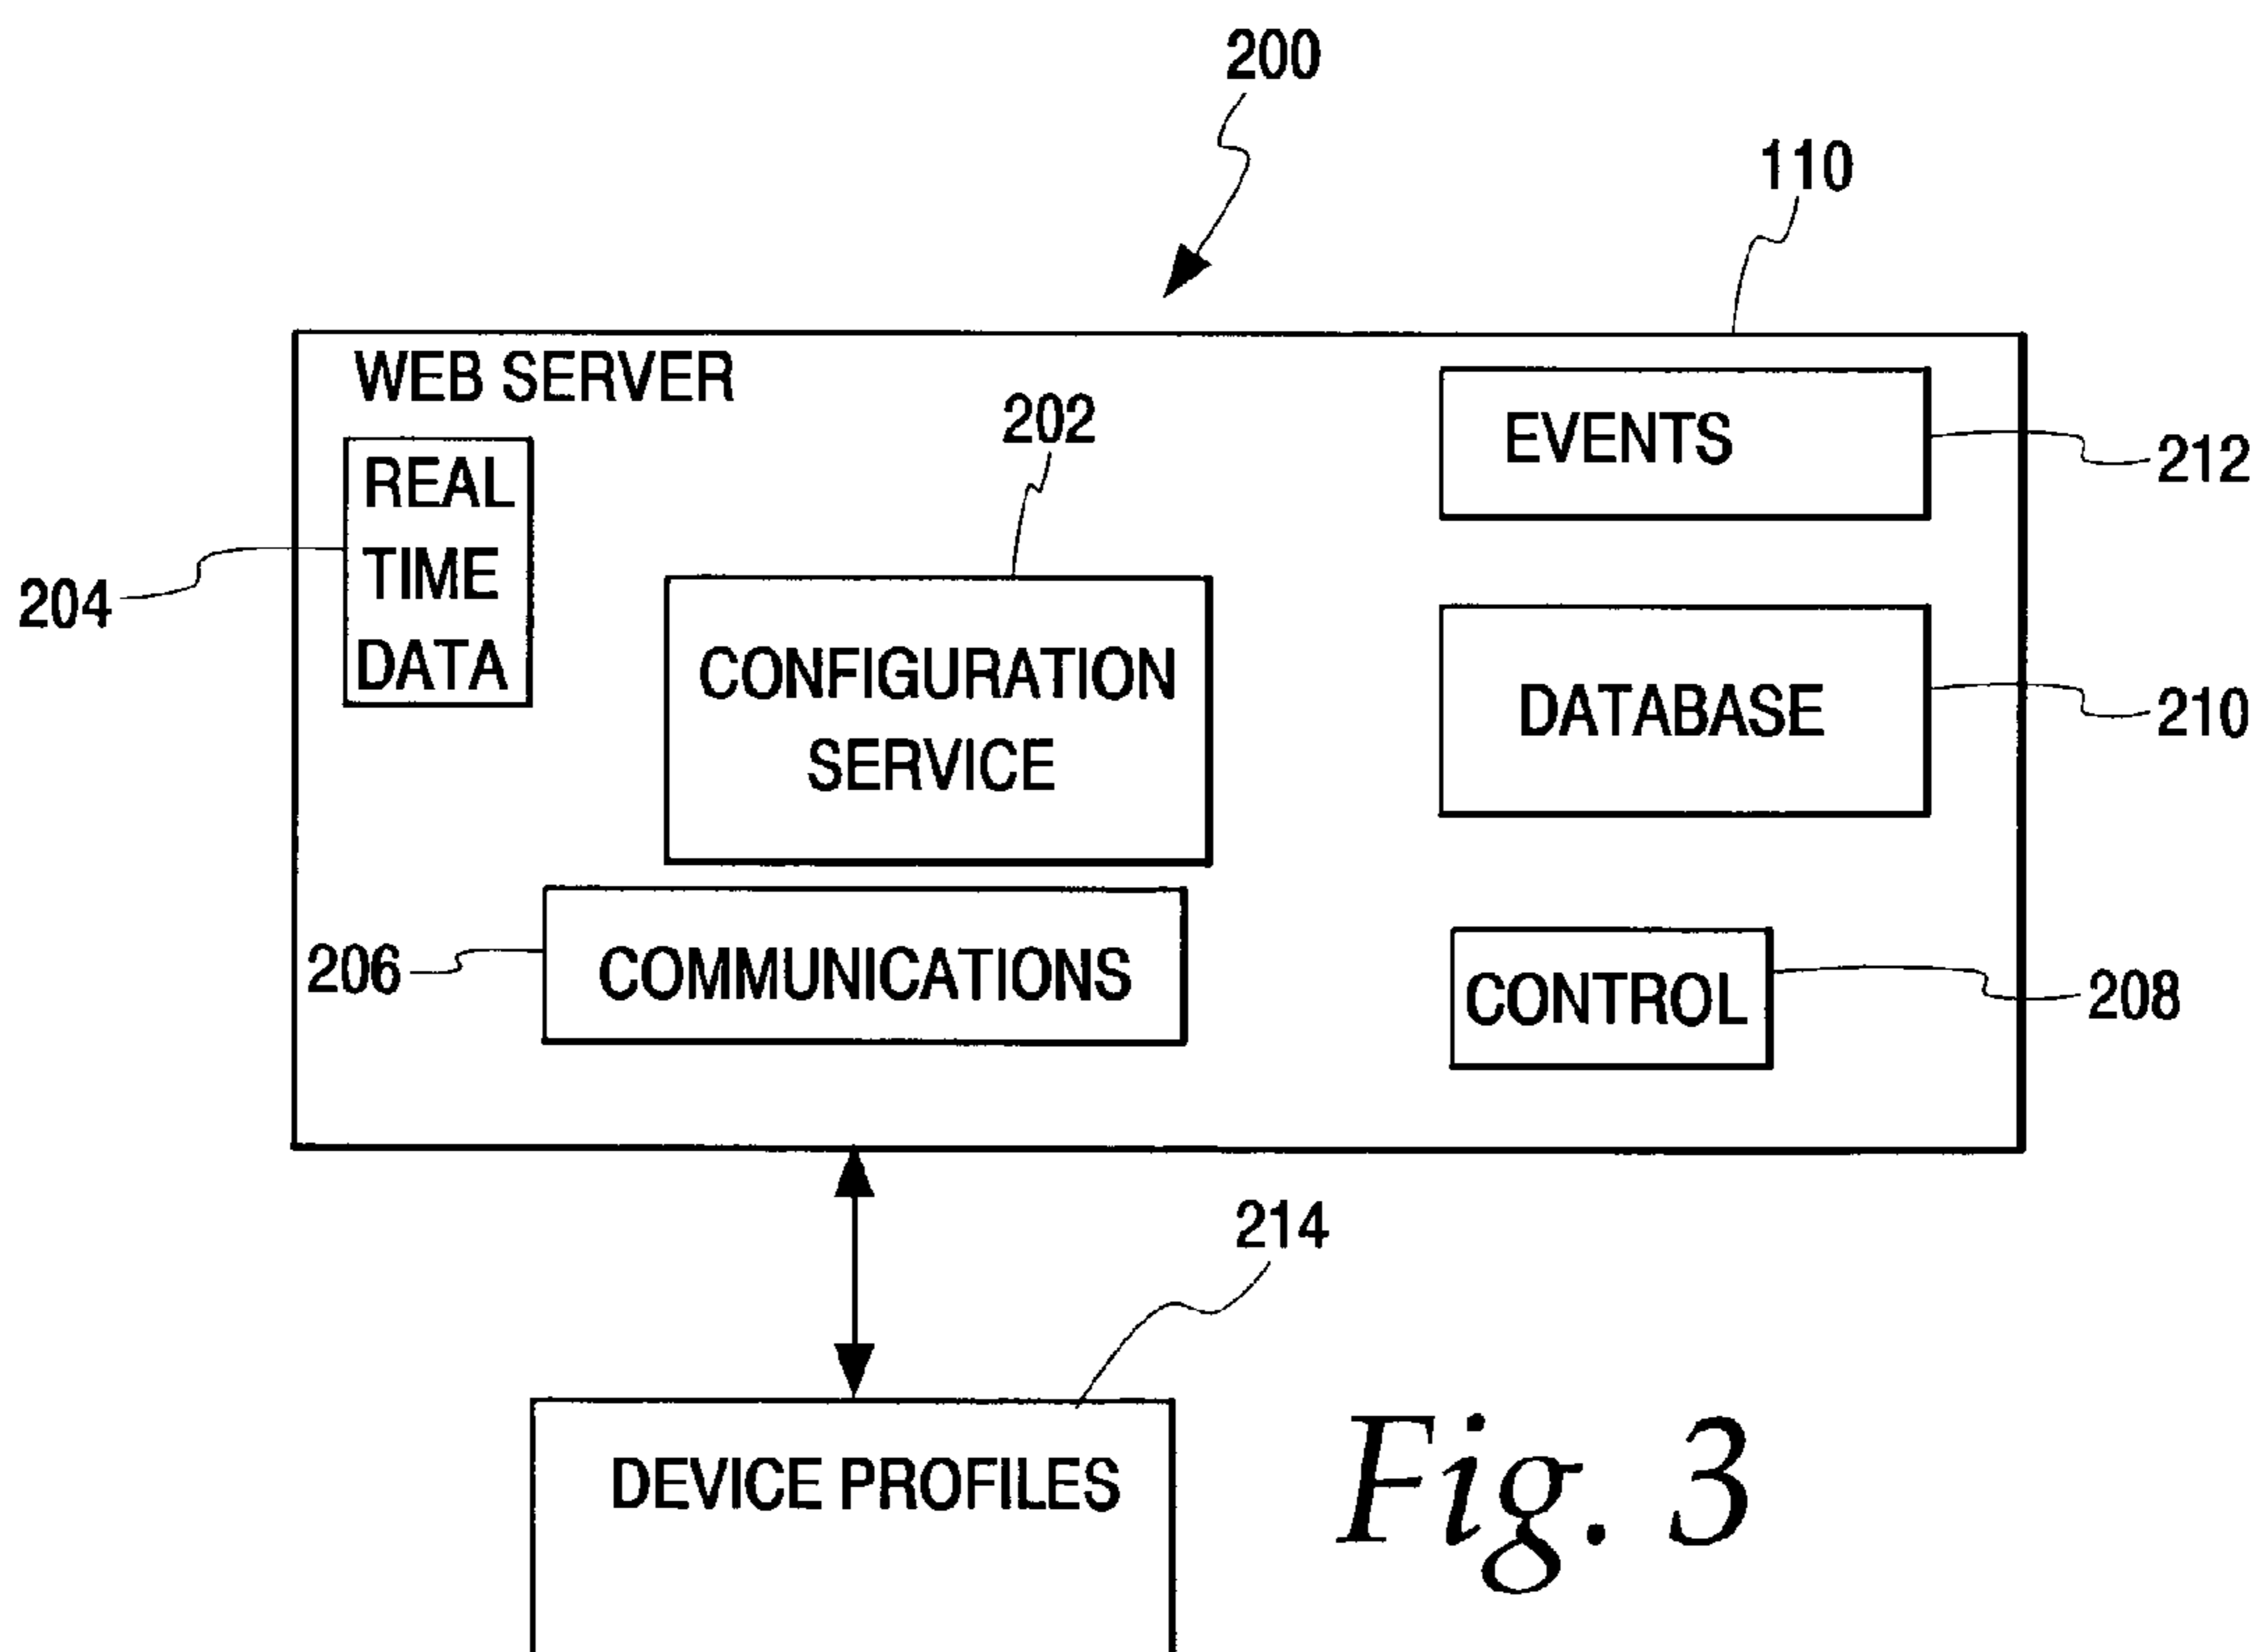 200
110
WEB SERVER
202
EVENTS
212
REAL
TIME
DATA
204
CONFIGURATION
SERVICE
DATABASE
210
206
COMMUNICATIONS
CONTROL
208
214
DEVICE PROFILES
Fig. 3